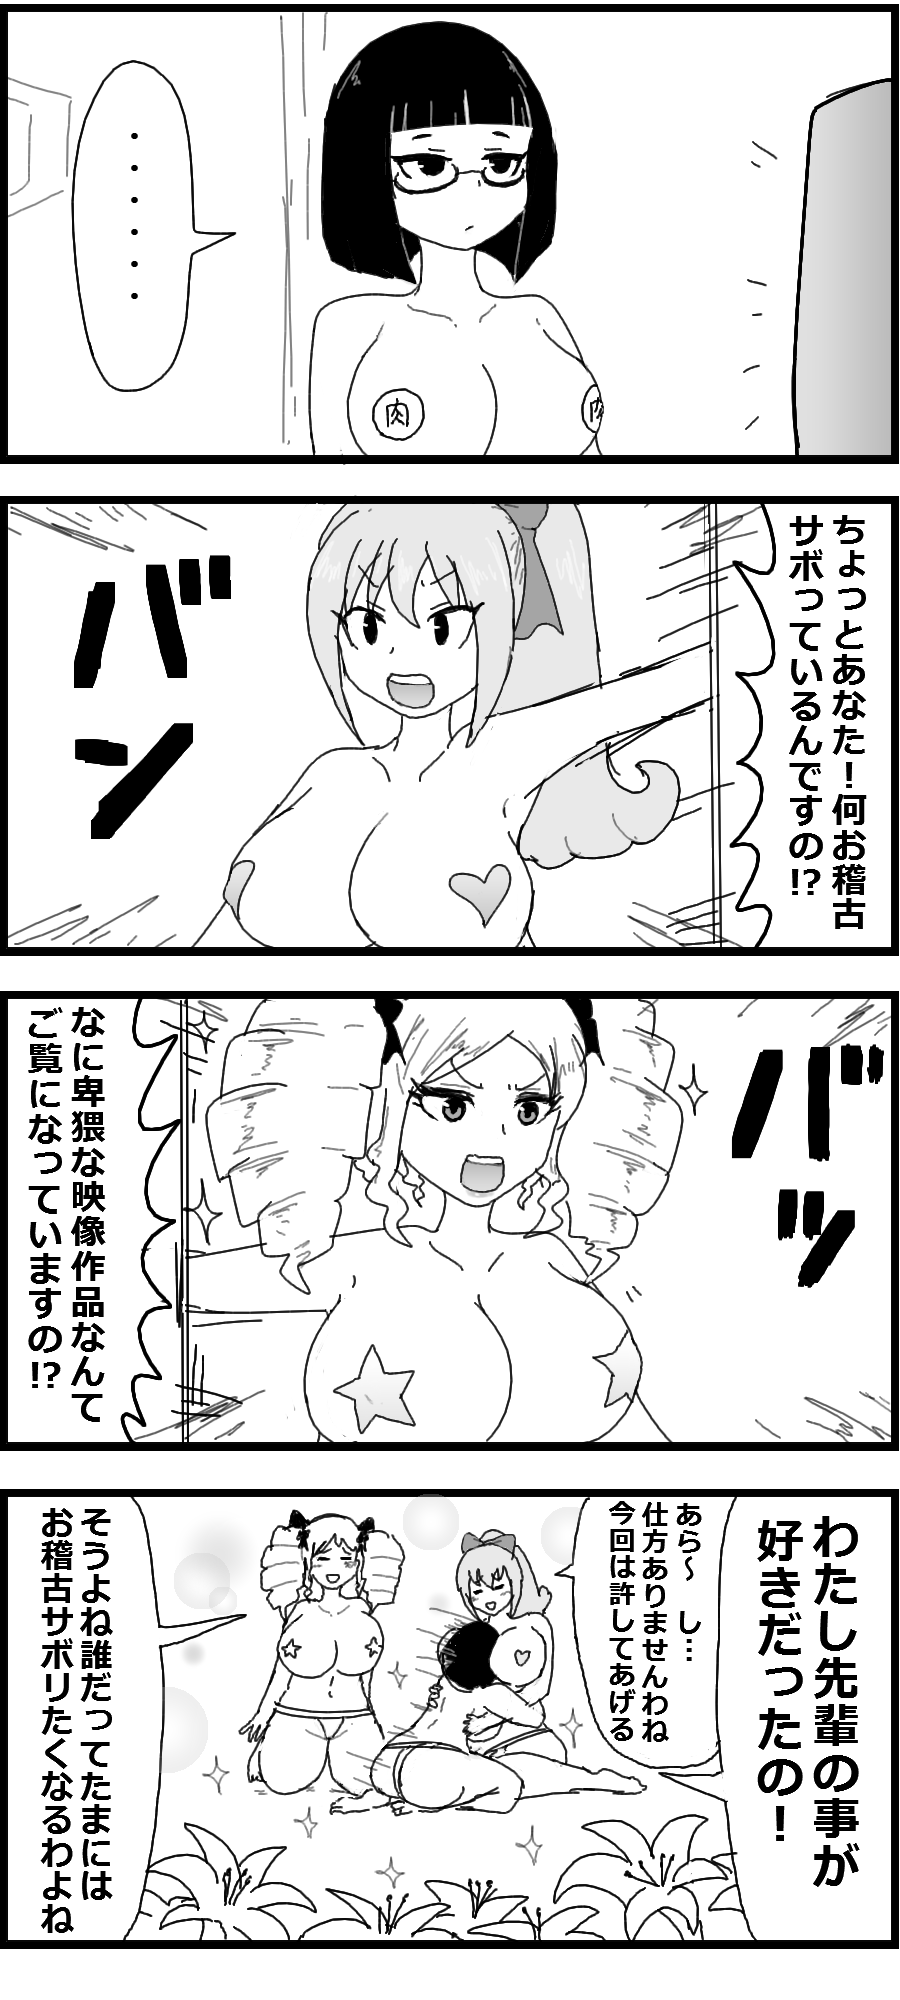 ・・・・・・
肉
肉
ちょっとあなた!何お稽古
サボっているんですの!?
バン
なに卑猥な映像作品なんて
ご覧になっていますの!?
バッ
わたし先輩の事が
好きだったの!
あら〜 し…
仕方ありませんわね
今回は許してあげる
そうよね誰だってたまには
お稽古サボりたくなるわよね